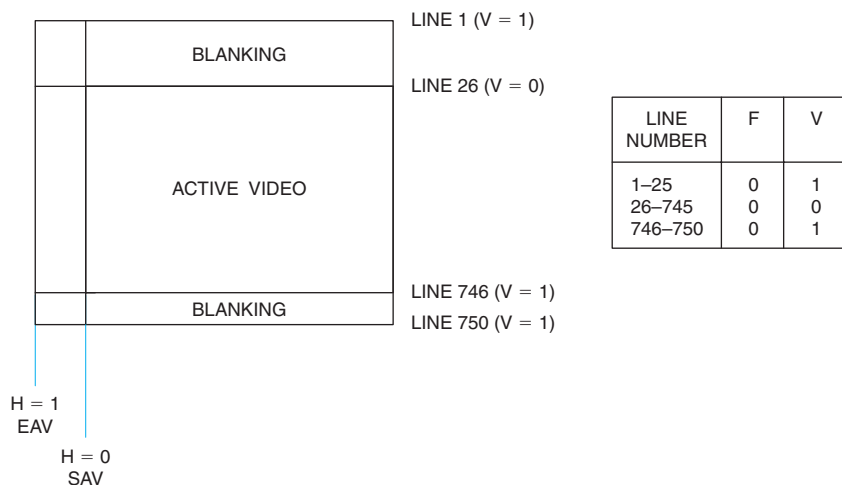 LINE 1 (V = 1)
BLANKING
LINE 26 (V = 0)
ACTIVE VIDEO
LINE 746 (V = 1)
BLANKING
LINE 750 (V = 1)
H = 1
EAV
H = 0
SAV
LINE NUMBER F V
1–25 0 1
26–745 0 0
746–750 0 1